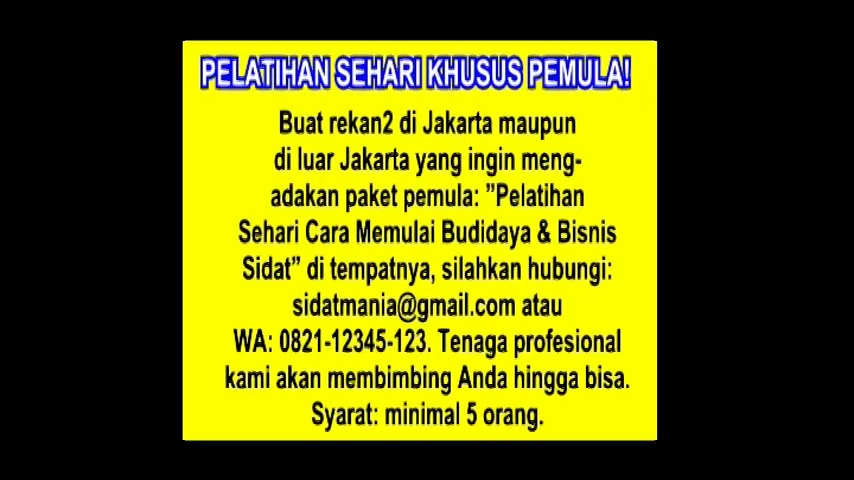 PELATIHAN SEHARI KHUSUS PEMULA!
Buat rekan2 di Jakarta maupun
di luar Jakarta yang ingin meng-
adakan paket pemula: ”Pelatihan
Sehari Cara Memulai Budidaya & Bisnis
Sidat” di tempatnya, silahkan hubungi:
sidatmania@gmail.com atau
WA: 0821-12345-123. Tenaga profesional
kami akan membimbing Anda hingga bisa.
Syarat: minimal 5 orang.